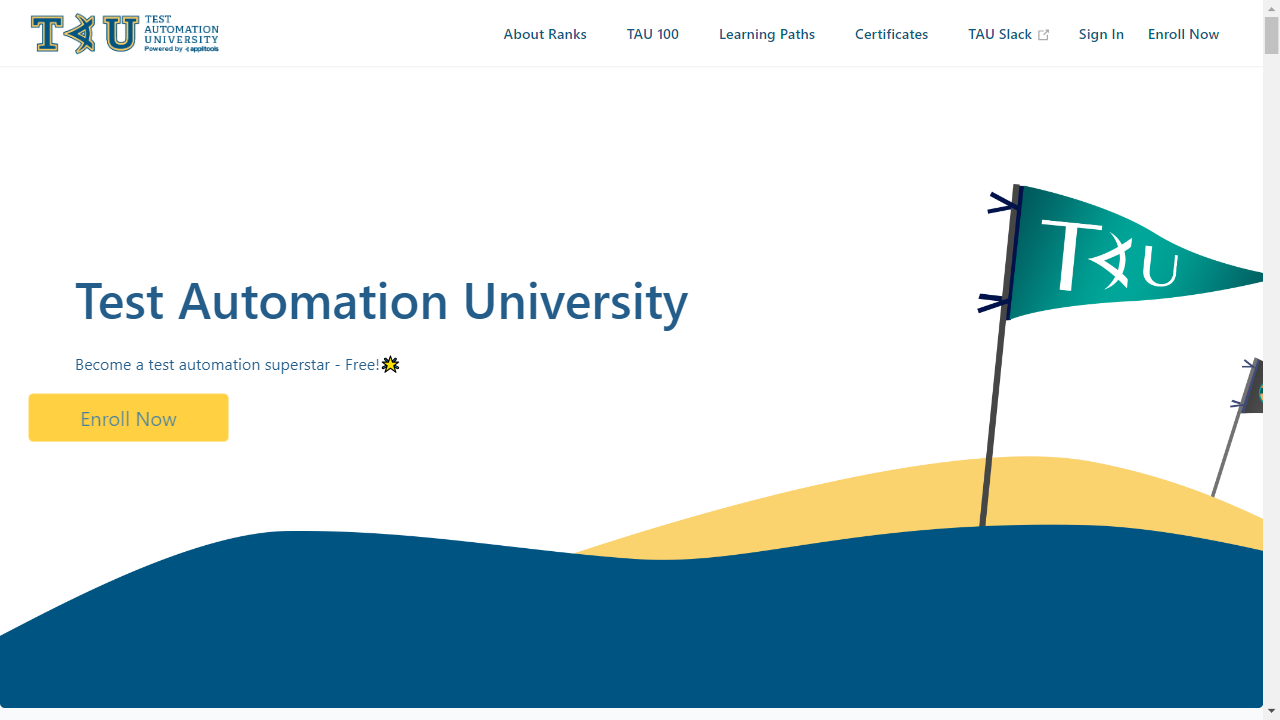 TAU TEST
AUTOMATION
UNIVERSITY
Powered by applitools
About Ranks
TAU 100
Learning Paths
Certificates
TAU Slack
Sign In
Enroll Now
TAU
Test Automation University
Become a test automation superstar - Free!🌟
Enroll Now